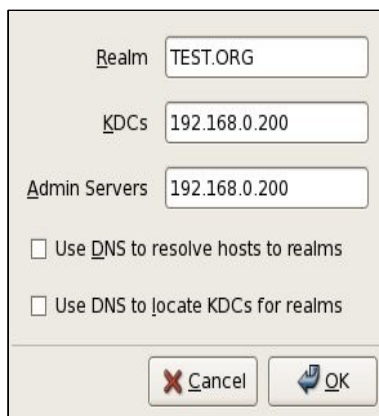 Realm TEST.ORG
KDCs 192.168.0.200
Admin Servers 192.168.0.200
Use DNS to resolve hosts to realms
Use DNS to locate KDCs for realms
Cancel OK